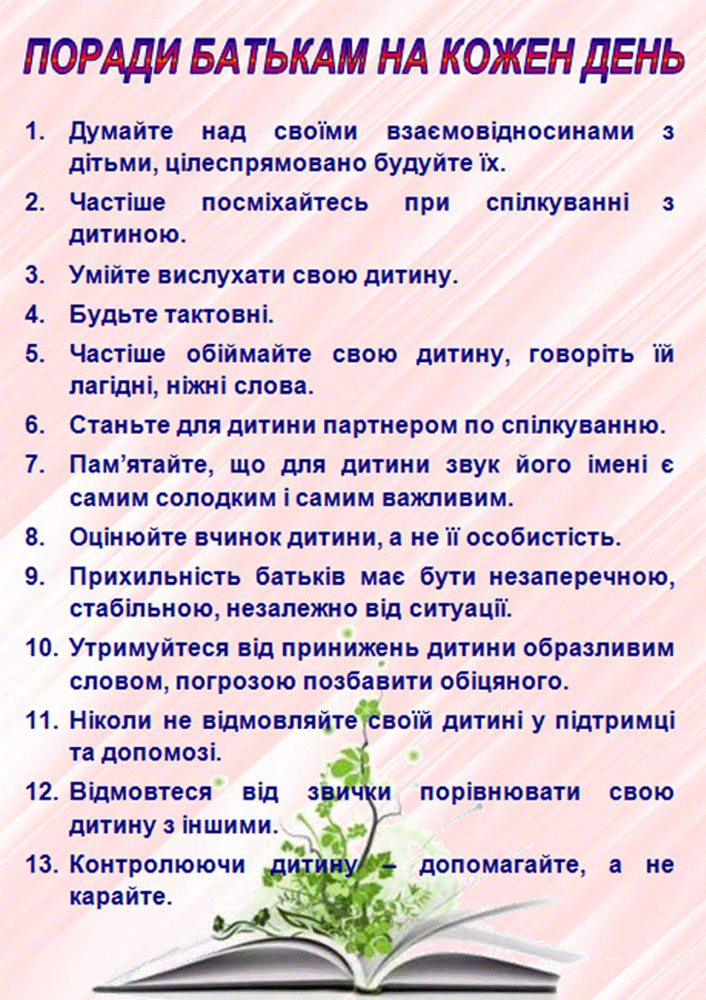 ПОРАДИ БАТЬКАМ НА КОЖЕН ДЕНЬ
1. Думайте над своїми взаємовідносинами з
дітьми, цілеспрямовано будуйте їх.
2. Частіше посміхайтесь при спілкуванні з
дитиною.
3. Умійте вислухати свою дитину.
4. Будьте тактовні.
5. Частіше обіймайте свою дитину, говоріть їй
лагідні, ніжні слова.
6. Станьте для дитини партнером по спілкуванню.
7. Пам’ятайте, що для дитини звук його імені є
самим солодким і самим важливим.
8. Оцінюйте вчинок дитини, а не її особистість.
9. Прихильність батьків має бути незаперечною,
стабільною, незалежно від ситуації.
10. Утримуйтеся від принижень дитини образливим
словом, погрозою позбавити обіцяного.
11. Ніколи не відмовляйте своїй дитині у підтримці
та допомозі.
12. Відмовтеся від звички порівнювати свою
дитину з іншими.
13. Контролюючи дитину – допомагайте, а не
карайте.